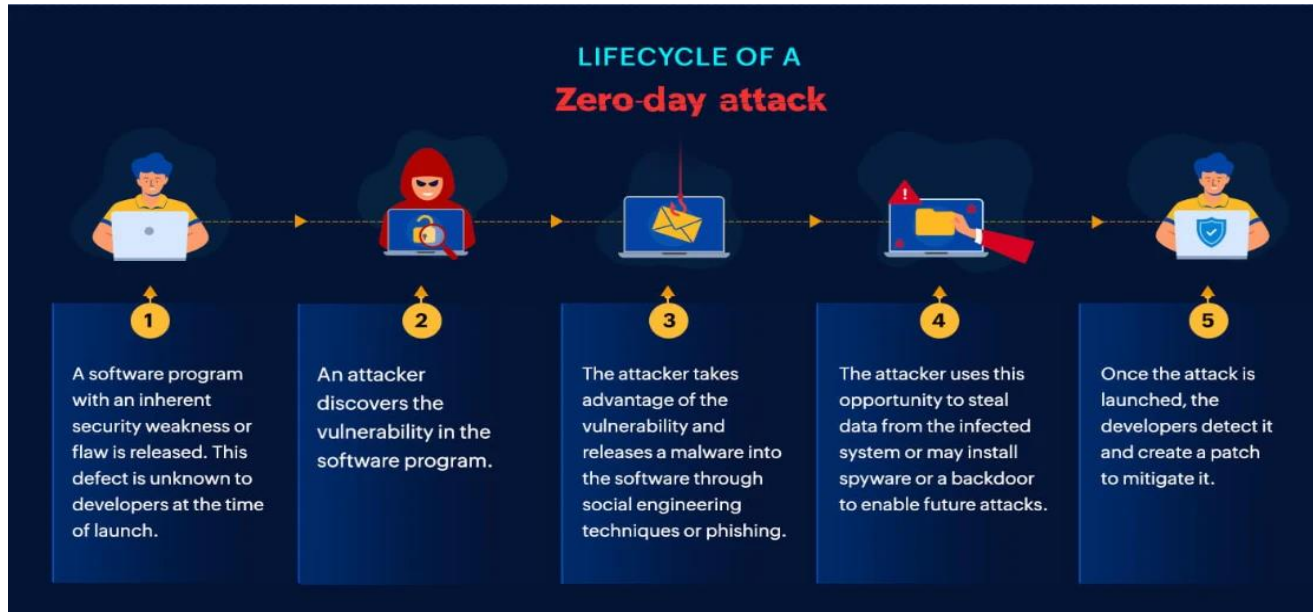 LIFECYCLE OF A
Zero-day attack
1
A software program
with an inherent
security weakness or
flaw is released. This
defect is unknown to
developers at the time
of launch.
2
An attacker
discovers the
vulnerability in the
software program.
3
The attacker takes
advantage of the
vulnerability and
releases a malware into
the software through
social engineering
techniques or phishing.
4
The attacker uses this
opportunity to steal
data from the infected
system or may install
spyware or a backdoor
to enable future attacks.
5
Once the attack is
launched, the
developers detect it
and create a patch
to mitigate it.